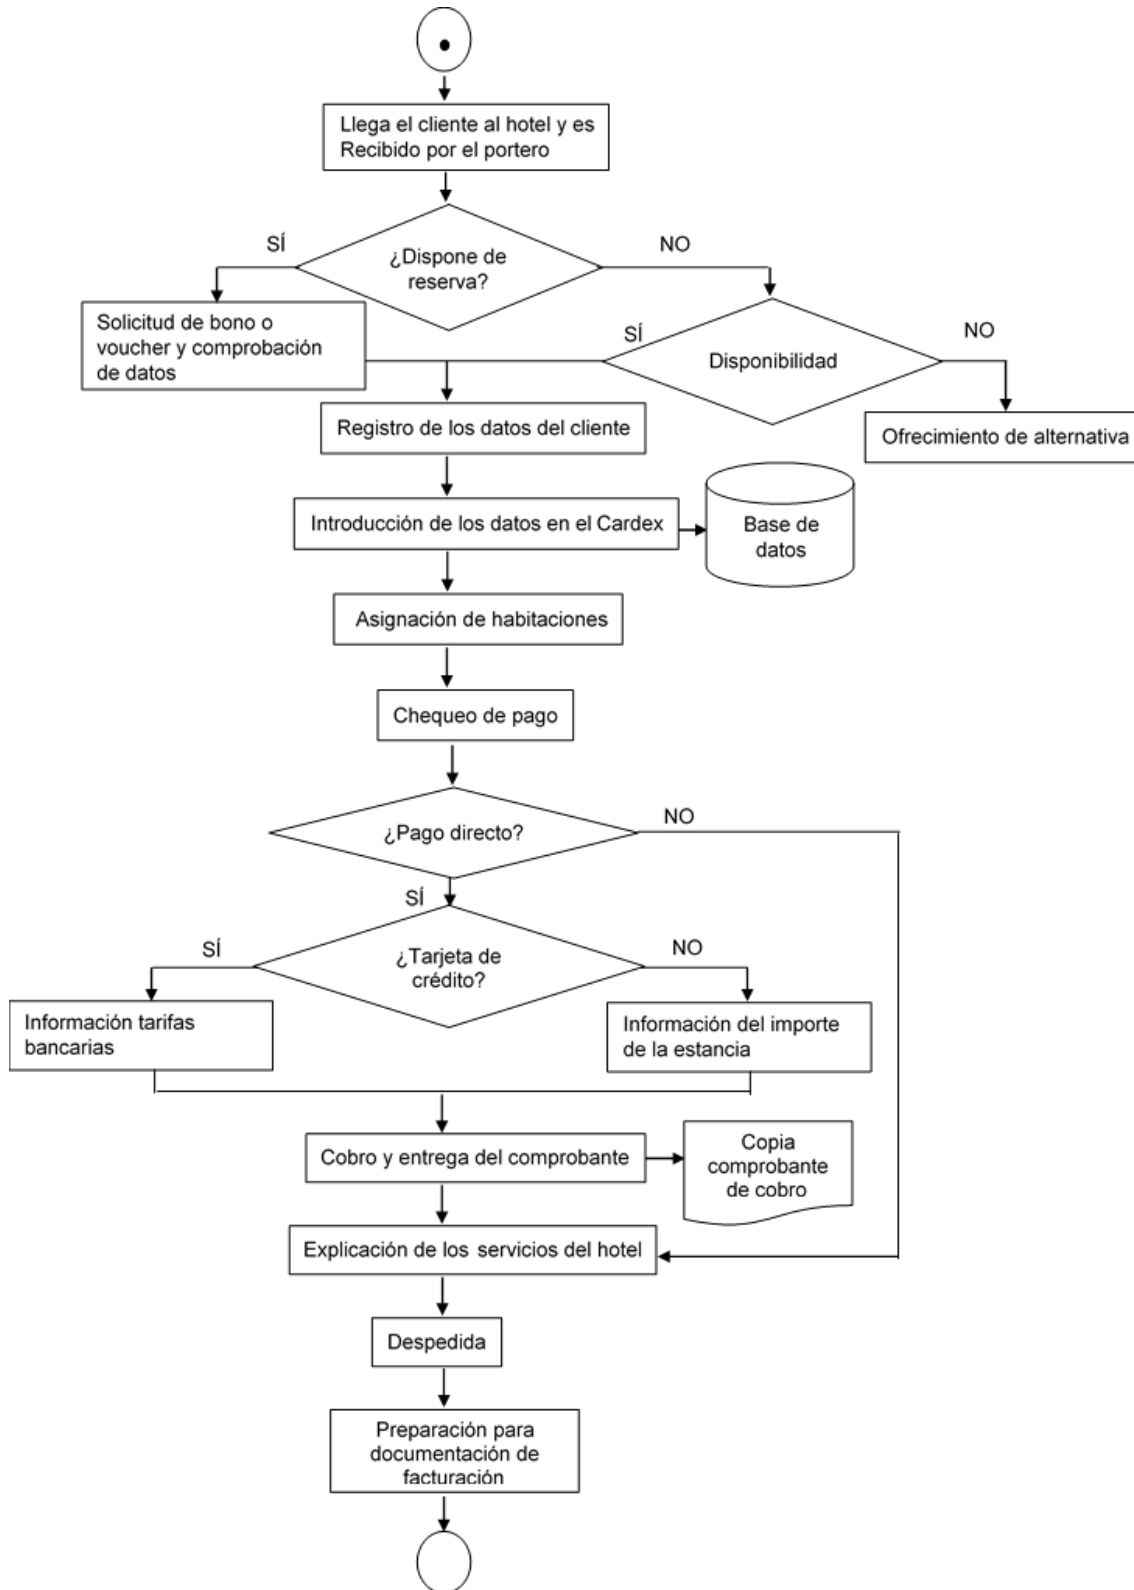 Llega el cliente al hotel y es
Recibido por el portero
SÍ
NO
¿Dispone de
reserva?
Solicitud de bono o
voucher y comprobación
de datos
SÍ
NO
Disponibilidad
Registro de los datos del cliente
Ofrecimiento de alternativa
Introducción de los datos en el Cardex
Base de
datos
Asignación de habitaciones
Chequeo de pago
¿Pago directo?
NO
SÍ
SÍ
¿Tarjeta de
crédito?
NO
Información tarifas
bancarias
Información del importe
de la estancia
Cobro y entrega del comprobante
Copia
comprobante
de cobro
Explicación de los servicios del hotel
Despedida
Preparación para
documentación de
facturación